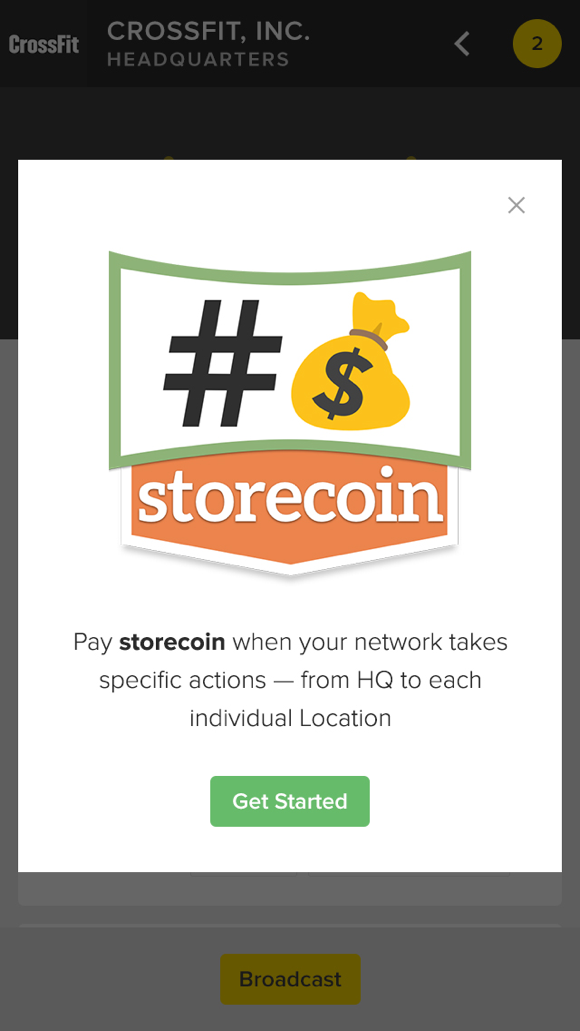 CrossFit
CROSSFIT, INC.
HEADQUARTERS
2
#$
storecoin
Pay storecoin when your network takes
specific actions — from HQ to each
individual Location
Get Started
Broadcast